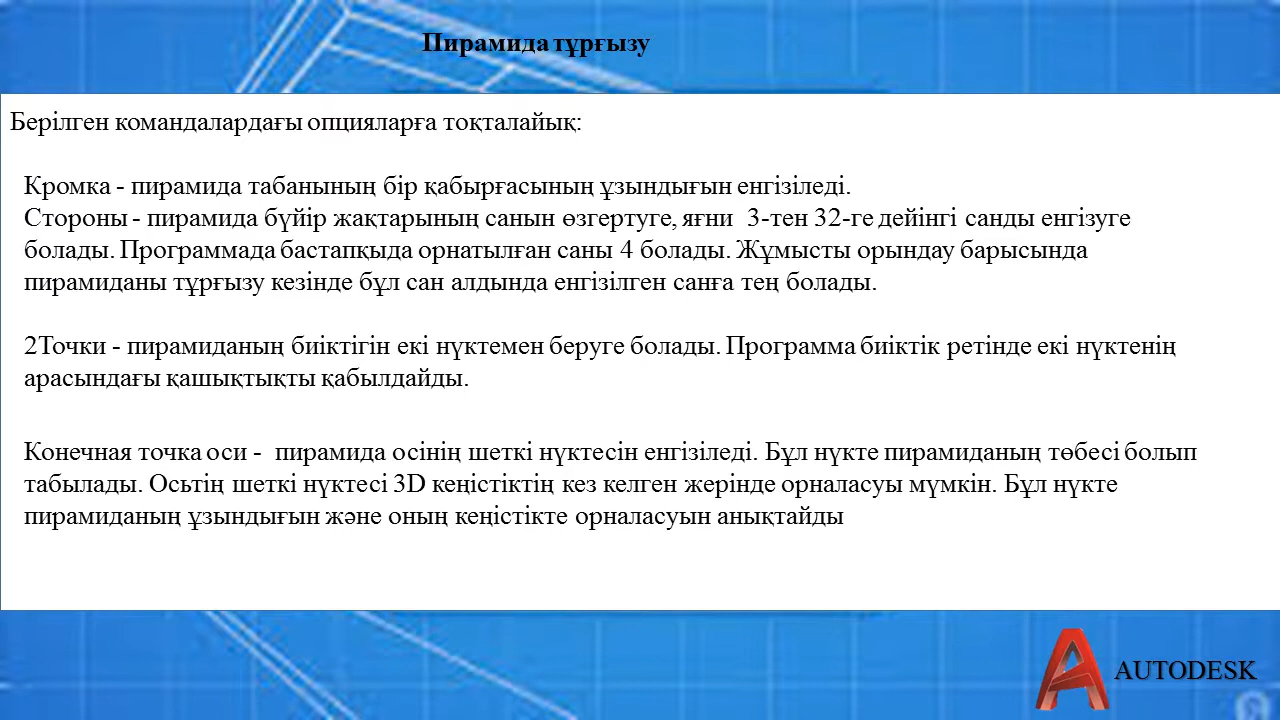 Пирамида тұрғызу
Берілген командалардағы опцияларға тоқталайық:
Кромка - пирамида табанының бір қабырғасының ұзындығын енгізіледі.
Стороны - пирамида бүйір жақтарының санын өзгертуге, яғни 3-тен 32-ге дейінгі санды енгізуге
болады. Программада бастапқыда орнатылған саны 4 болады. Жұмысты орындау барысында
пирамиданы тұрғызу кезінде бұл сан алдында енгізілген санға тең болады.
2Точки - пирамиданың биіктігін екі нүктемен беруге болады. Программа биіктік ретінде екі нүктенің
арасындағы қашықтықты қабылдайды.
Конечная точка оси - пирамида осінің шеткі нүктесін енгізіледі. Бұл нүкте пирамиданың төбесі болып
табылады. Осьтің шеткі нүктесі 3D кеңістіктің кез келген жерінде орналасуы мүмкін. Бұл нүкте
пирамиданың ұзындығын және оның кеңістікте орналасуын анықтайды
AUTODESK